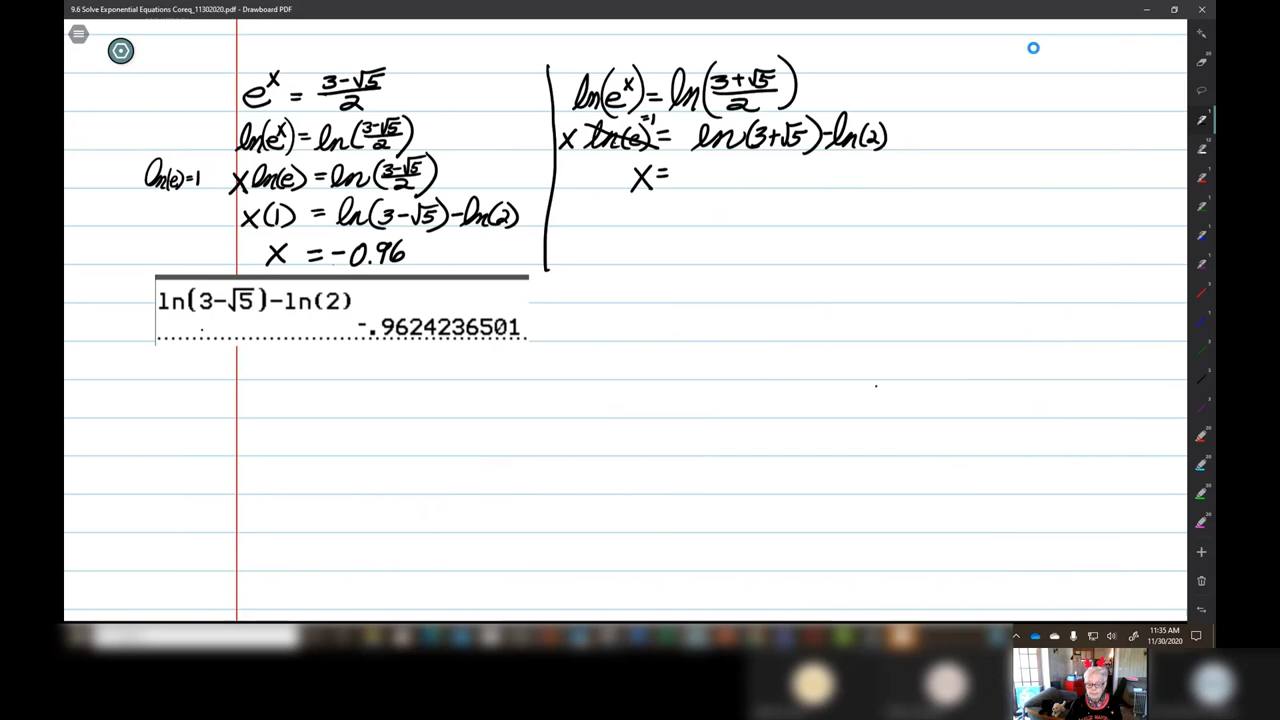 9.6 Solve Exponential Equations Coreq_11302020.pdf - Drawboard PDF
e^x = (3-√5)/2
ln(e^x) = ln((3-√5)/2)
ln(e)=1 x ln(e) = ln((3-√5)/2)
x(1) = ln(3-√5)-ln(2)
x = -0.96
ln(3-√5)-ln(2)
-.9624236501
ln(e^x) = ln((3+√5)/2)
x ln(e)=1 = ln(3+√5)-ln(2)
x =
11:35 AM
11/30/2020